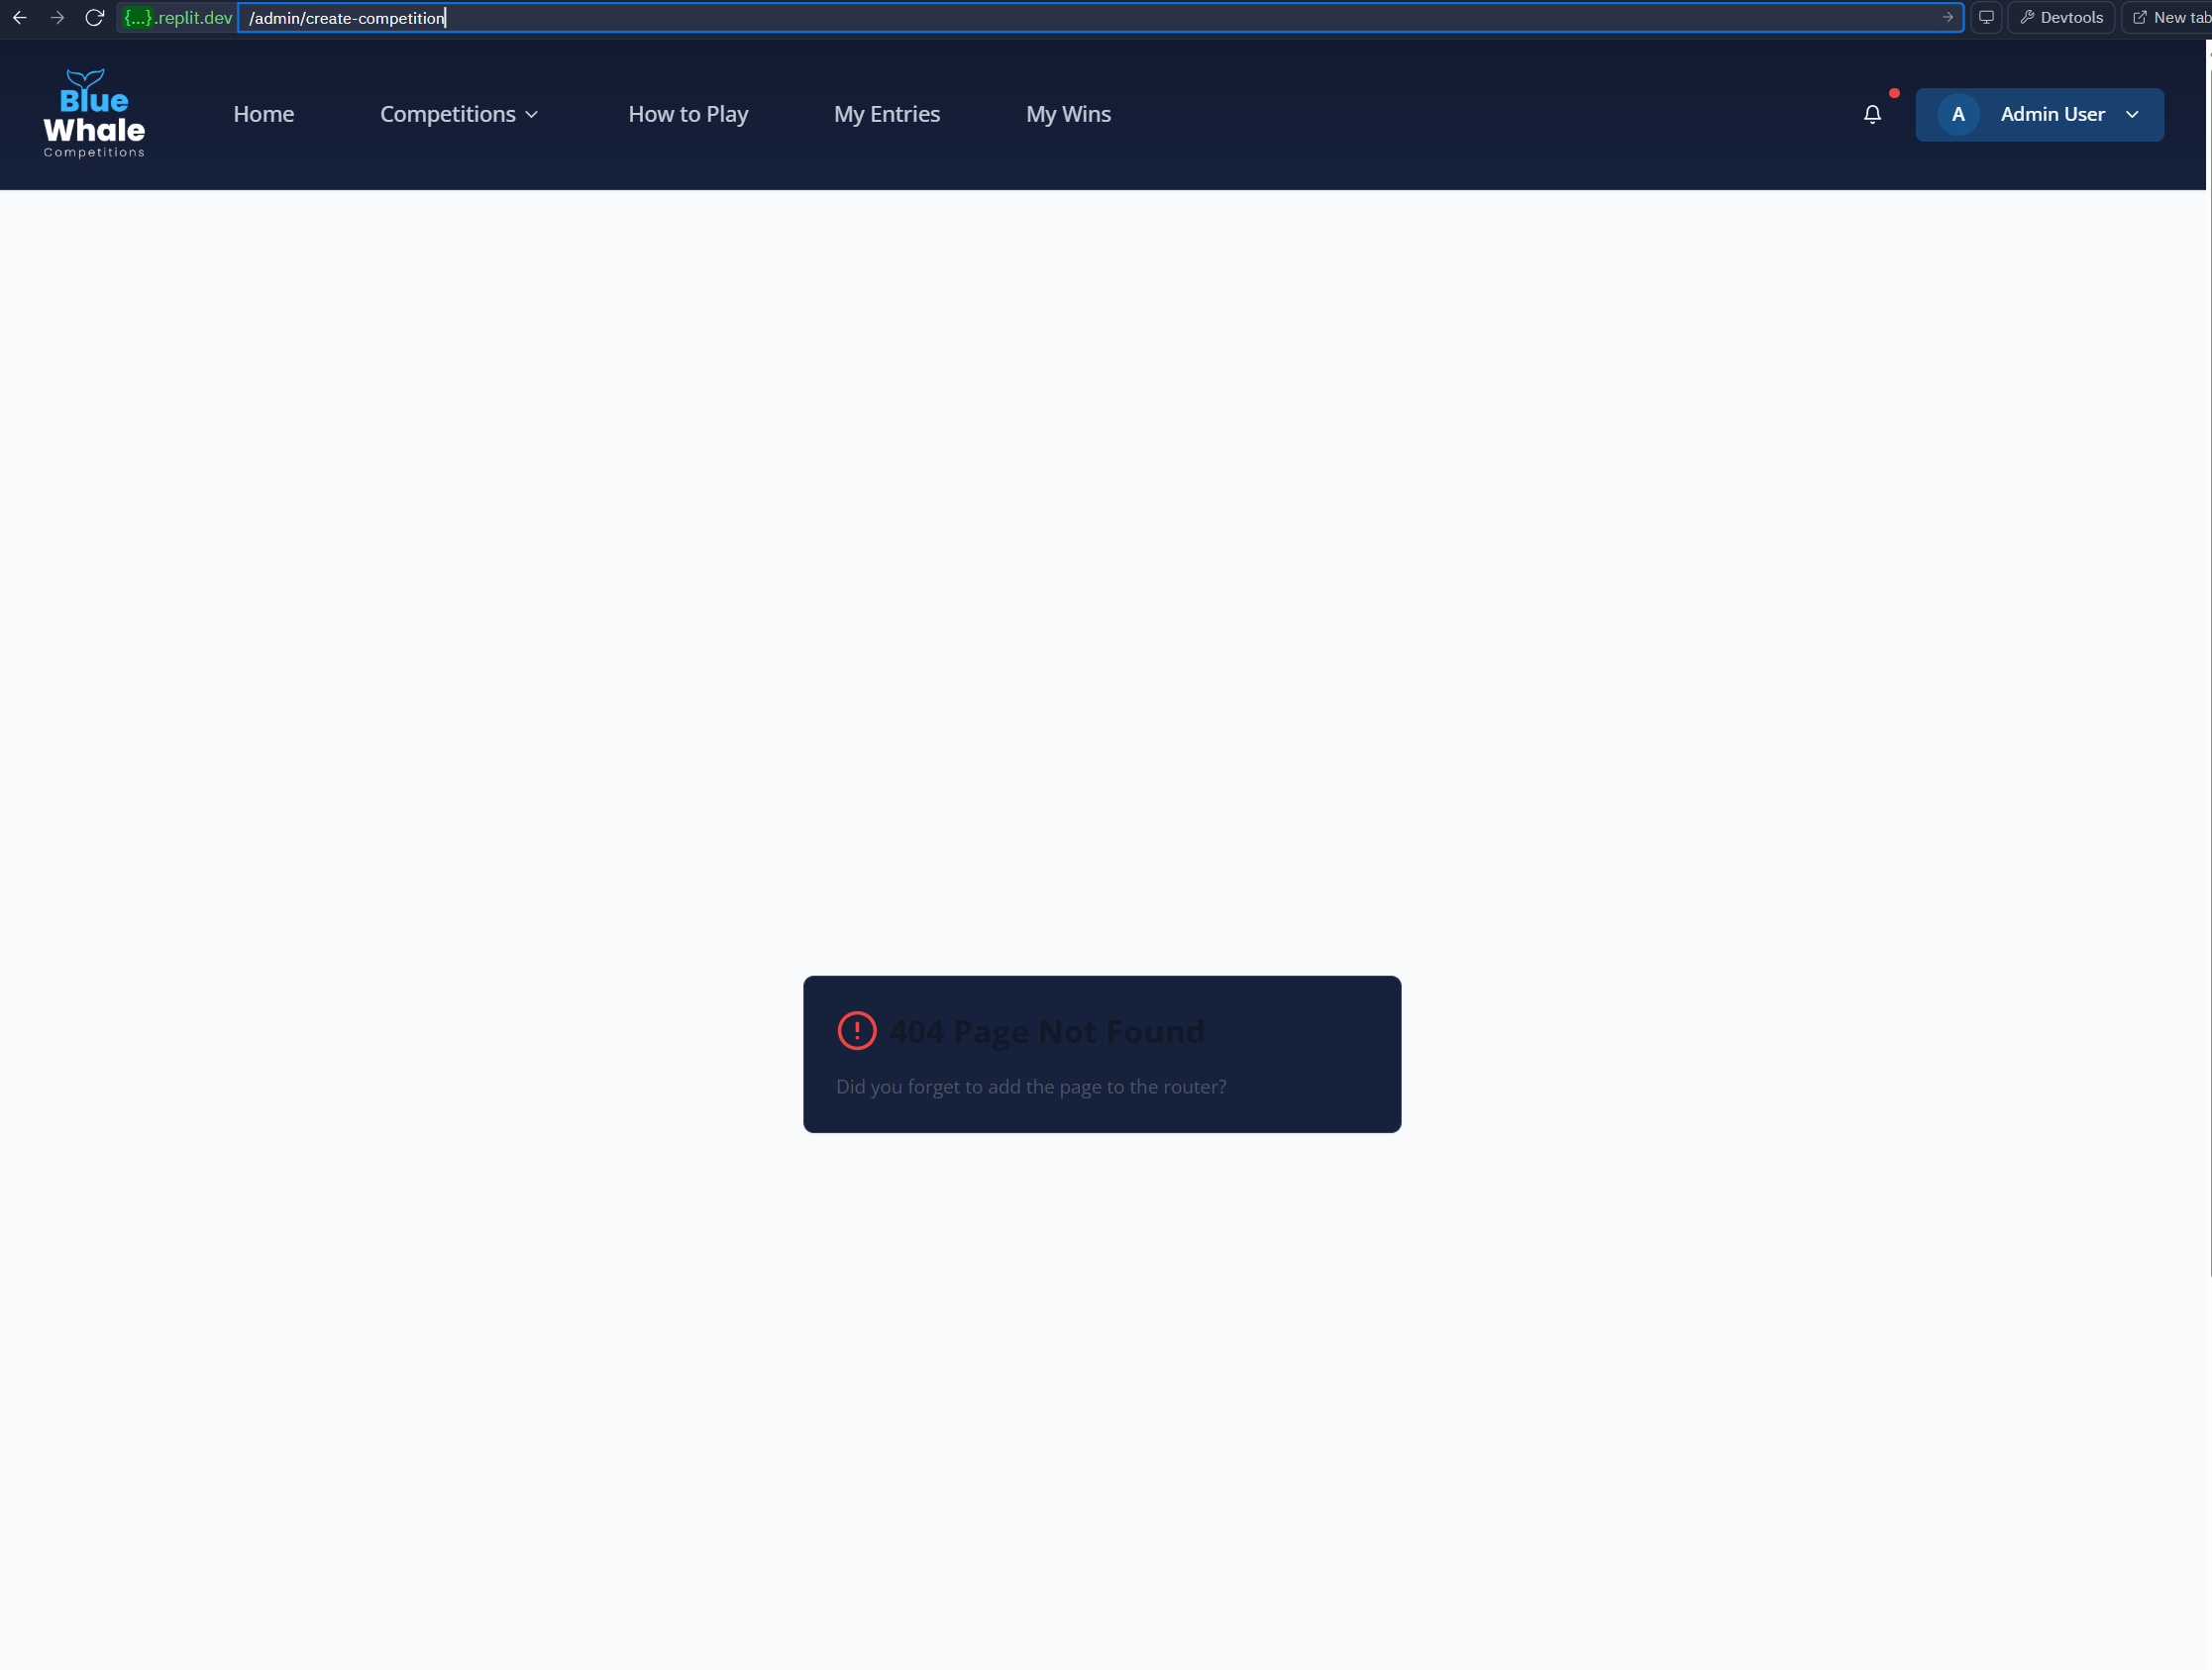 {...}.replit.dev /admin/create-competition
Devtools
New tab
Blue
Whale
Competitions
Home
Competitions
How to Play
My Entries
My Wins
A
Admin User
404 Page Not Found
Did you forget to add the page to the router?